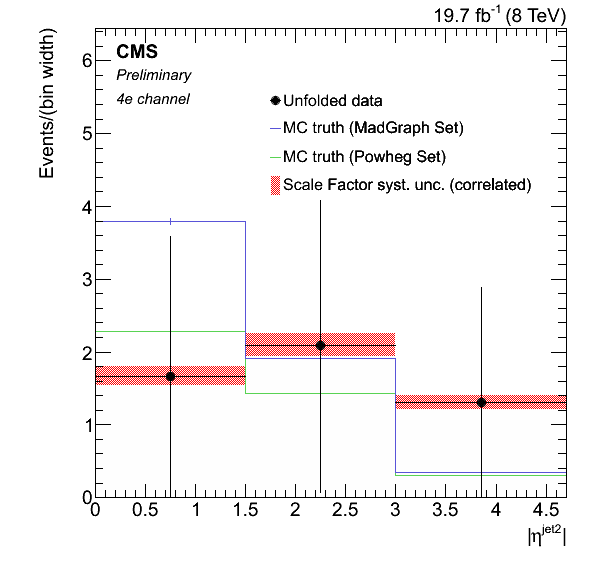 19.7 fb⁻¹ (8 TeV)
Events/(bin width)
CMS
Preliminary
4e channel
Unfolded data
MC truth (MadGraph Set)
MC truth (Powheg Set)
Scale Factor syst. unc. (correlated)
6
5
4
3
2
1
0
0 0.5 1 1.5 2 2.5 3 3.5 4 4.5
|η^jet2|